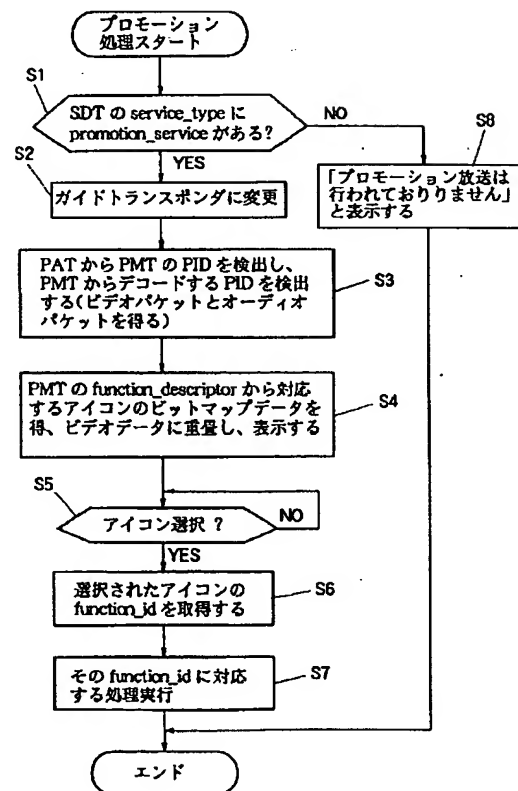 プロモーション
処理スタート
S1
SDT の service_type に
promotion_service がある?
NO
S8
YES
「プロモーション放送は
行われておりりません」
と表示する
S2
ガイドトランスポンダに変更
PAT から PMT の PID を検出し、
PMT からデコードする PID を検出
する(ビデオパケットとオーディオ
パケットを得る)
S3
PMT の function_descriptor から対応
するアイコンのビットマップデータを
得、ビデオデータに重畳し、表示する
S4
S5
アイコン選択 ?
NO
YES
選択されたアイコンの
function_id を取得する
S6
その function_id に対応
する処理実行
S7
エンド